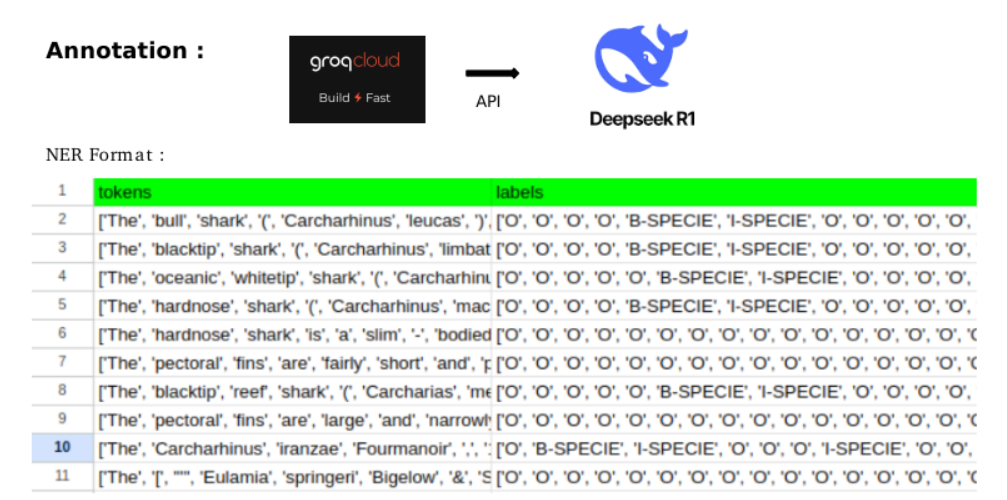 Annotation :
groqcloud
Build Fast
API
Deepseek R1
NER Format :
1 tokens labels
2 ['The', 'bull', 'shark', '(', 'Carcharhinus', 'leucas', ')', ['O', 'O', 'O', 'O', 'B-SPECIE', 'I-SPECIE', 'O', 'O', 'O', 'O', 'O',
3 ['The', 'blacktip', 'shark', '(', 'Carcharhinus', 'limbat ['O', 'O', 'O', 'O', 'B-SPECIE', 'I-SPECIE', 'O', 'O', 'O', 'O', 'O',
4 ['The', 'oceanic', 'whitetip', 'shark', '(', 'Carcharhinu ['O', 'O', 'O', 'O', 'O', 'B-SPECIE', 'I-SPECIE', 'O', 'O', 'O', 'O',
5 ['The', 'hardnose', 'shark', '(', 'Carcharhinus', 'mac ['O', 'O', 'O', 'O', 'B-SPECIE', 'I-SPECIE', 'O', 'O', 'O', 'O', 'O',
6 ['The', 'hardnose', 'shark', 'is', 'a', 'slim', '-', 'bodied ['O', 'O', 'O', 'O', 'O', 'O', 'O', 'O', 'O', 'O', 'O', 'O', 'O', 'O',
7 ['The', 'pectoral', 'fins', 'are', 'fairly', 'short', 'and', 'p ['O', 'O', 'O', 'O', 'O', 'O', 'O', 'O', 'O', 'O', 'O', 'O', 'O', 'O',
8 ['The', 'blacktip', 'reef', 'shark', '(', 'Carcharias', 'me ['O', 'O', 'O', 'O', 'O', 'B-SPECIE', 'I-SPECIE', 'O', 'O', 'O', 'O',
9 ['The', 'pectoral', 'fins', 'are', 'large', 'and', 'narrowly ['O', 'O', 'O', 'O', 'O', 'O', 'O', 'O', 'O', 'O', 'O', 'O', 'O', 'O',
10 ['The', 'Carcharhinus', 'iranzae', 'Fourmanoir', ',', ': ['O', 'B-SPECIE', 'I-SPECIE', 'O', 'O', 'O', 'I-SPECIE', 'O', 'O',
11 ['The', '[', '"'", 'Eulamia', 'springeri', 'Bigelow', '&', 'S ['O', 'O', 'O', 'O', 'O', 'O', 'O', 'O', 'O', 'O', 'O', 'O', 'O', 'O',